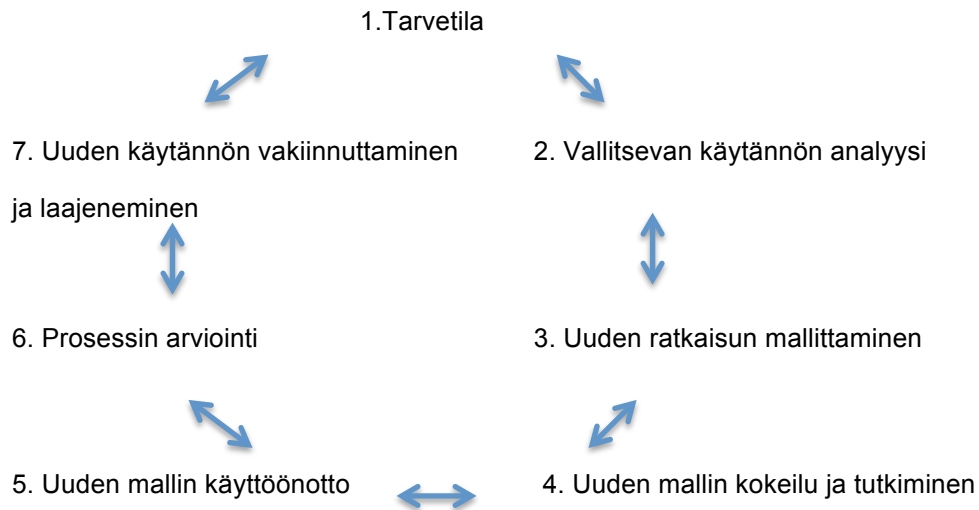 1.Tarvetila
7. Uuden käytännön vakiinnuttaminen
ja laajeneminen
2. Vallitsevan käytännön analyysi
6. Prosessin arviointi
3. Uuden ratkaisun mallittaminen
5. Uuden mallin käyttöönotto
4. Uuden mallin kokeilu ja tutkiminen